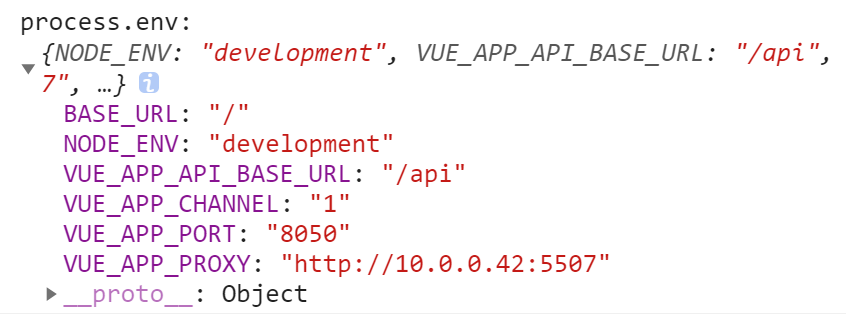 process.env:
{NODE_ENV: "development", VUE_APP_API_BASE_URL: "/api",
7", …} i
BASE_URL: "/"
NODE_ENV: "development"
VUE_APP_API_BASE_URL: "/api"
VUE_APP_CHANNEL: "1"
VUE_APP_PORT: "8050"
VUE_APP_PROXY: "http://10.0.0.42:5507"
__proto__: Object